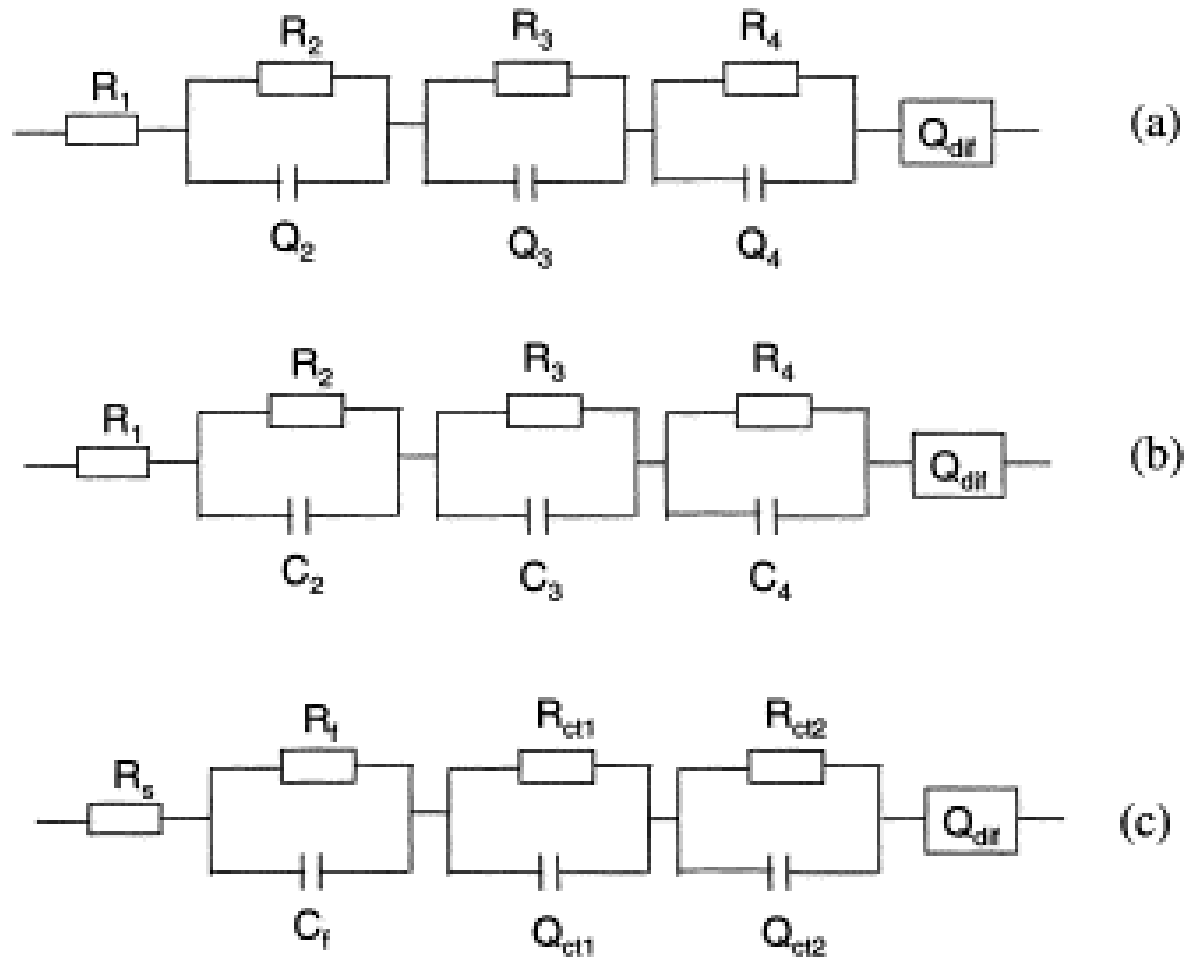 R2 R3 R4
R1 Qdif (a)
Q2 Q3 Q4
R2 R3 R4
R1 Qdif (b)
C2 C3 C4
Rf Rct1 Rct2
Rs Qdif (c)
Cf Qct1 Qct2